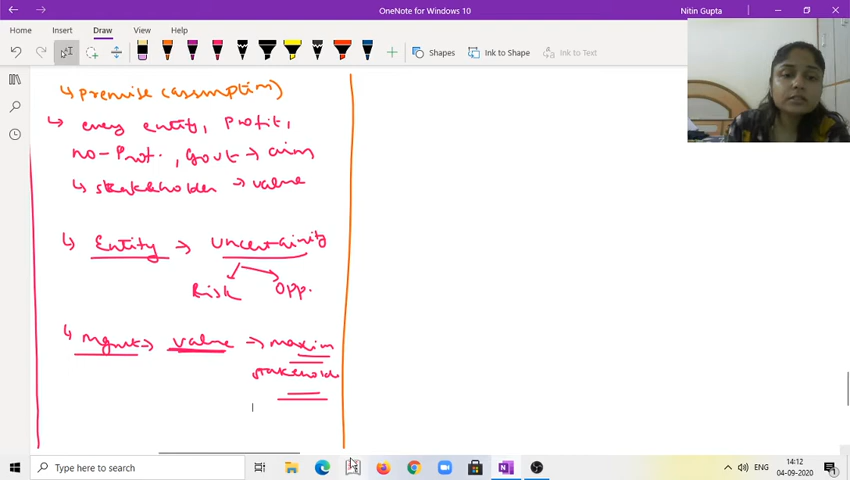 OneNote for Windows 10
Nitin Gupta
Home Insert Draw View Help
Shapes
Ink to Shape
Ink to Text
↳ premise (assumption)
↳ every entity, Profit,
no-Prof., govt → aim
↳ stakeholder → value
↳ Entity → Uncertainity
Risk Opp.
↳ mgmt → value → maxim
stakeholde
Type here to search
ENG
14:12
04-09-2020